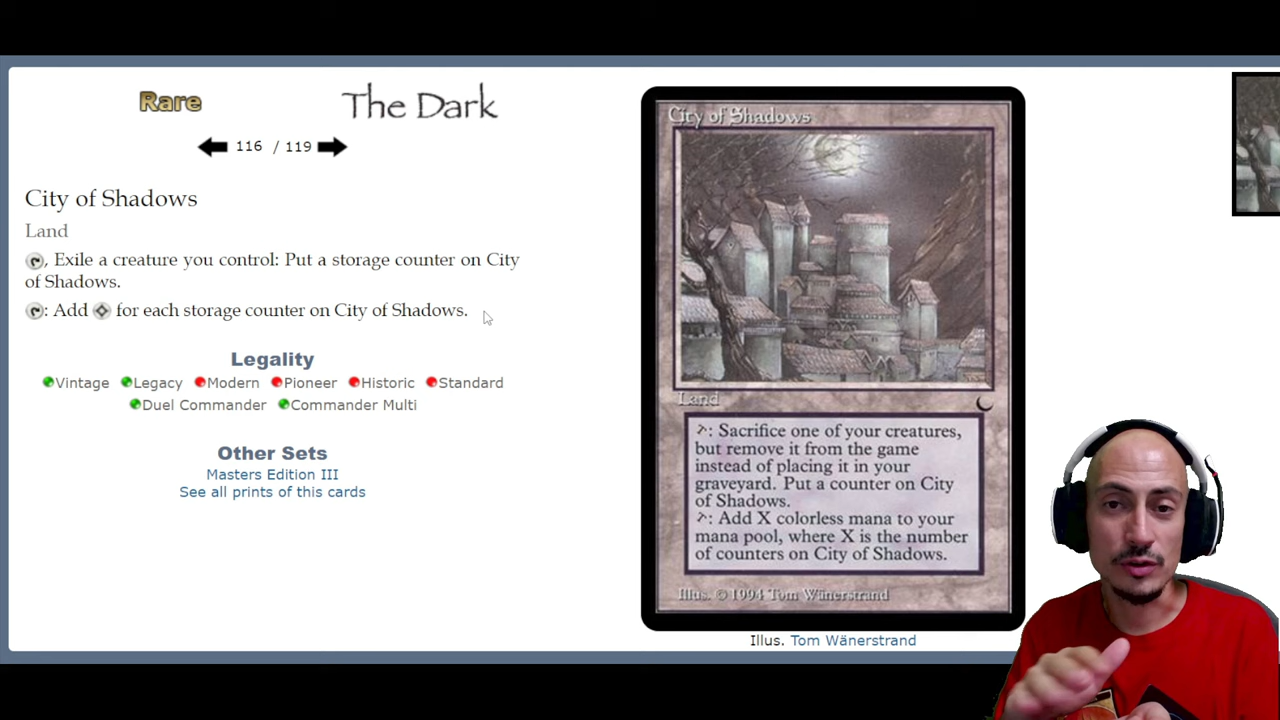 Rare
The Dark
116 / 119
City of Shadows
Land
, Exile a creature you control: Put a storage counter on City
of Shadows.
: Add for each storage counter on City of Shadows.
Legality
Vintage Legacy Modern Pioneer Historic Standard
Duel Commander Commander Multi
Other Sets
Masters Edition III
See all prints of this cards
City of Shadows
Land
: Sacrifice one of your creatures,
but remove it from the game
instead of placing it in your
graveyard. Put a counter on City
of Shadows.
: Add X colorless mana to your
mana pool, where X is the number
of counters on City of Shadows.
Illus. © 1994 Tom Wänerstrand
Illus. Tom Wänerstrand